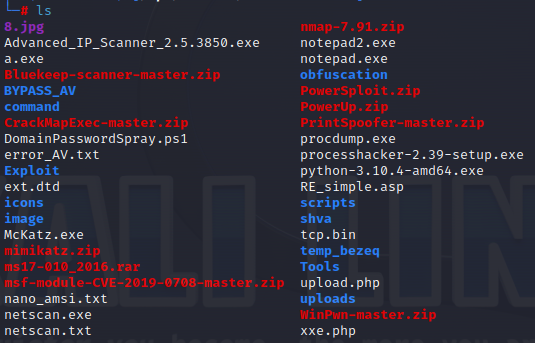 # ls
8.jpg nmap-7.91.zip
Advanced_IP_Scanner_2.5.3850.exe notepad2.exe
a.exe notepad.exe
Bluekeep-scanner-master.zip obfuscation
BYPASS_AV PowerSploit.zip
command PowerUp.zip
CrackMapExec-master.zip PrintSpoofer-master.zip
DomainPasswordSpray.ps1 procdump.exe
error_AV.txt processhacker-2.39-setup.exe
Exploit python-3.10.4-amd64.exe
ext.dtd RE_simple.asp
icons scripts
image shva
McKatz.exe tcp.bin
mimikatz.zip temp_bezeq
ms17-010_2016.rar Tools
msf-module-CVE-2019-0708-master.zip upload.php
nano_amsi.txt uploads
netscan.exe WinPwn-master.zip
netscan.txt xxe.php